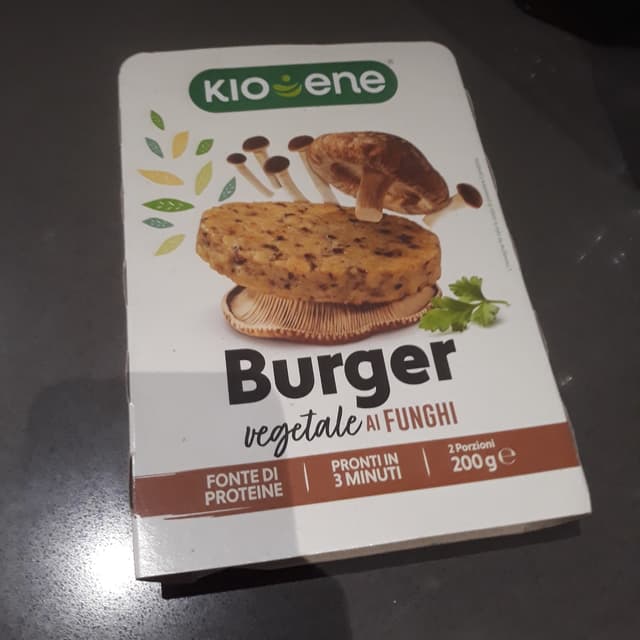 KIOENE
Burger
vegetale AI FUNGHI
FONTE DI
PROTEINE
PRONTI IN
3 MINUTI
2 Porzioni
200g e